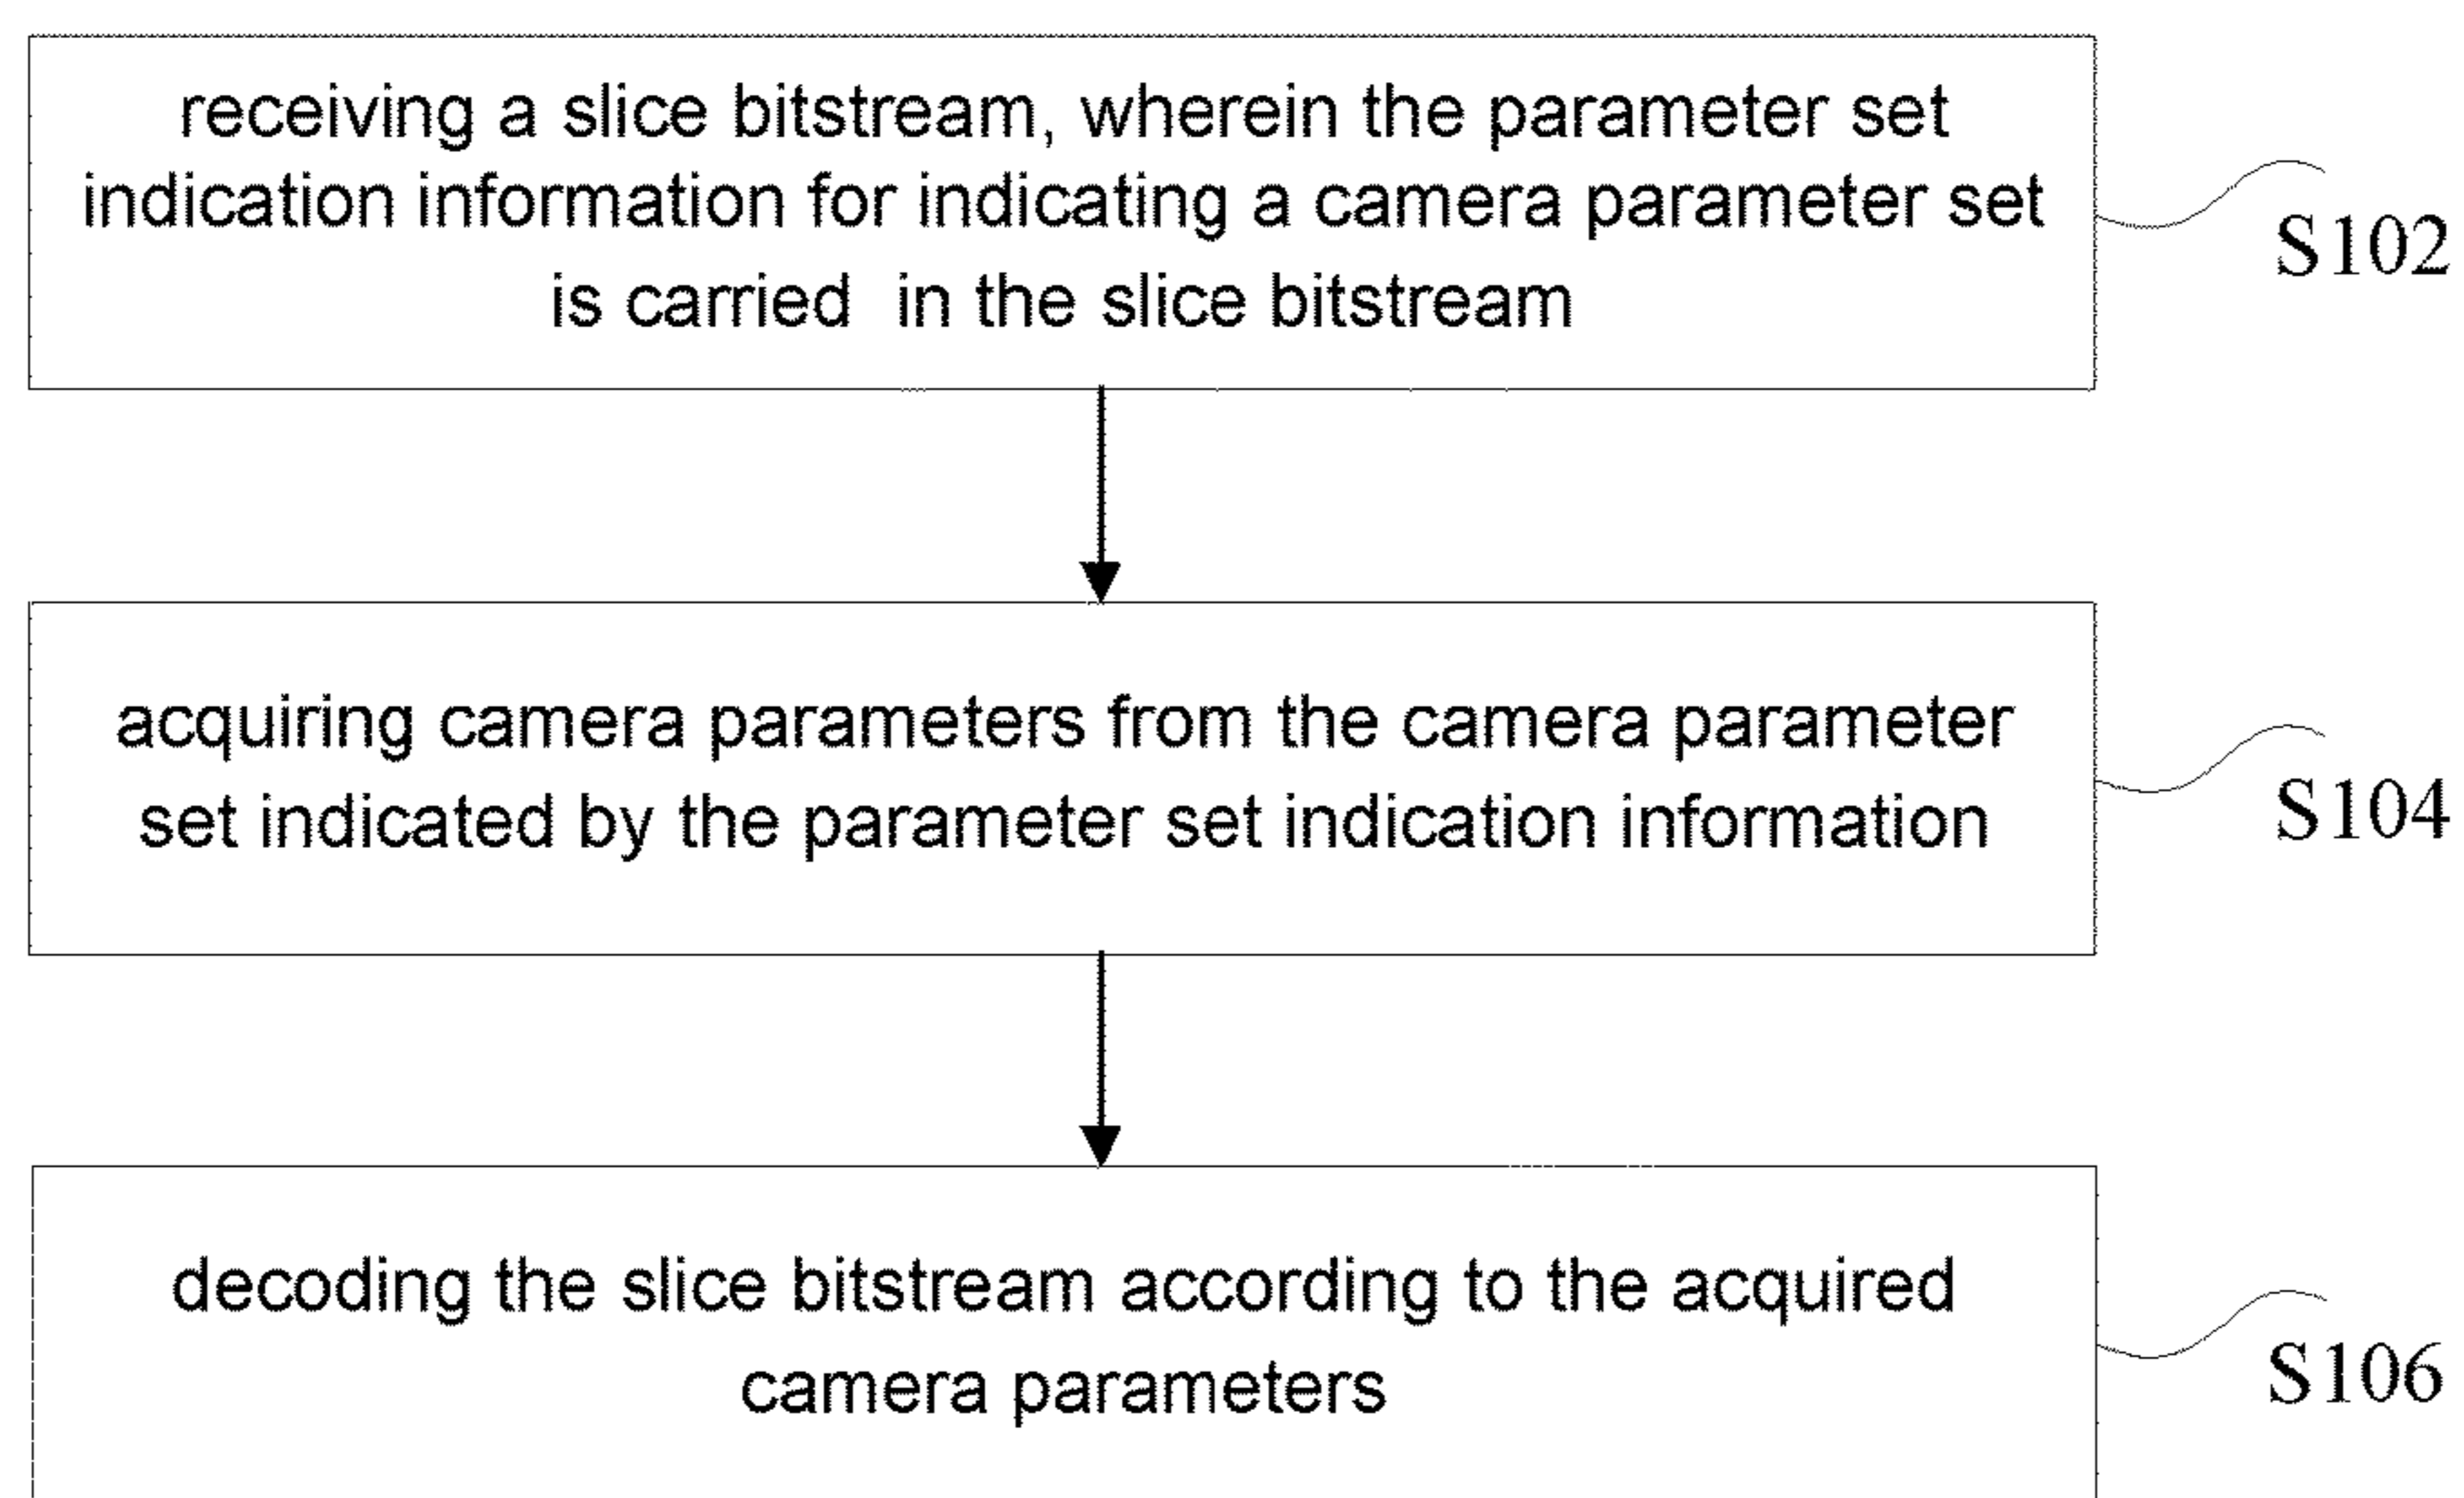 receiving a slice bitstream, wherein the parameter set
indication information for indicating a camera parameter set
is carried in the slice bitstream
S102
acquiring camera parameters from the camera parameter
set indicated by the parameter set indication information
S104
decoding the slice bitstream according to the acquired
camera parameters
S106